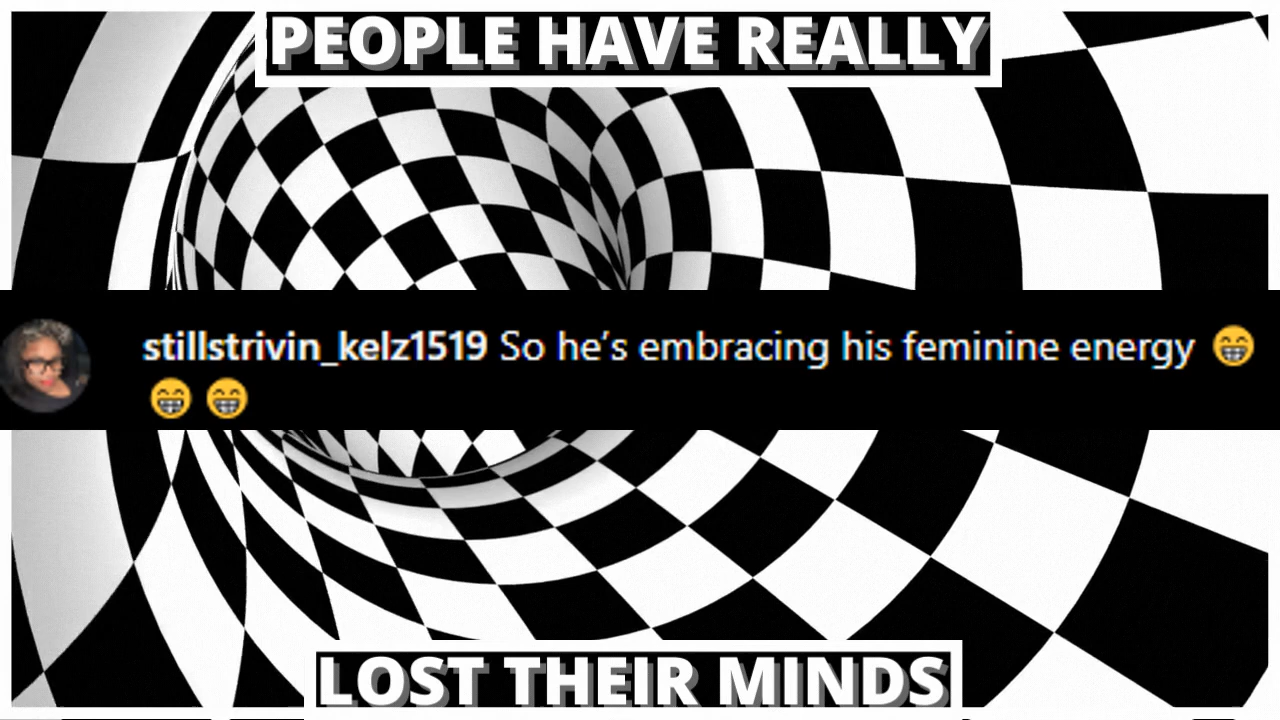 PEOPLE HAVE REALLY
stillstrivin_kelz1519 So he's embracing his feminine energy 😁
😁 😁
LOST THEIR MINDS